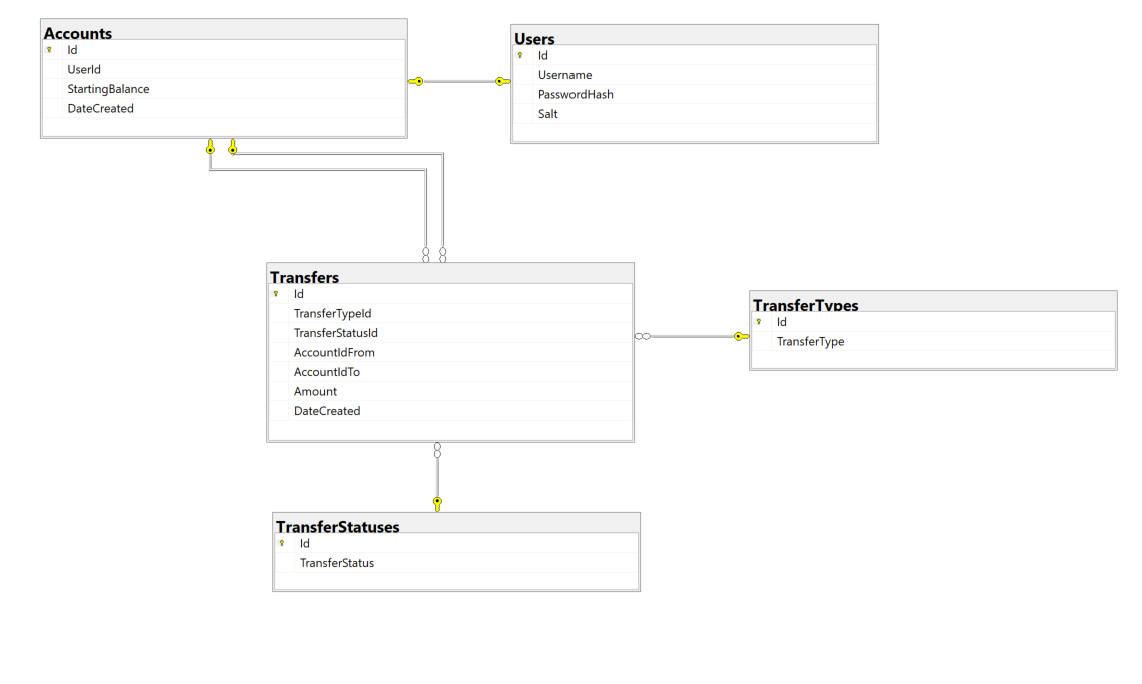 Accounts
Id
UserId
StartingBalance
DateCreated
Users
Id
Username
PasswordHash
Salt
Transfers
Id
TransferTypeId
TransferStatusId
AccountIdFrom
AccountIdTo
Amount
DateCreated
TransferTypes
Id
TransferType
TransferStatuses
Id
TransferStatus